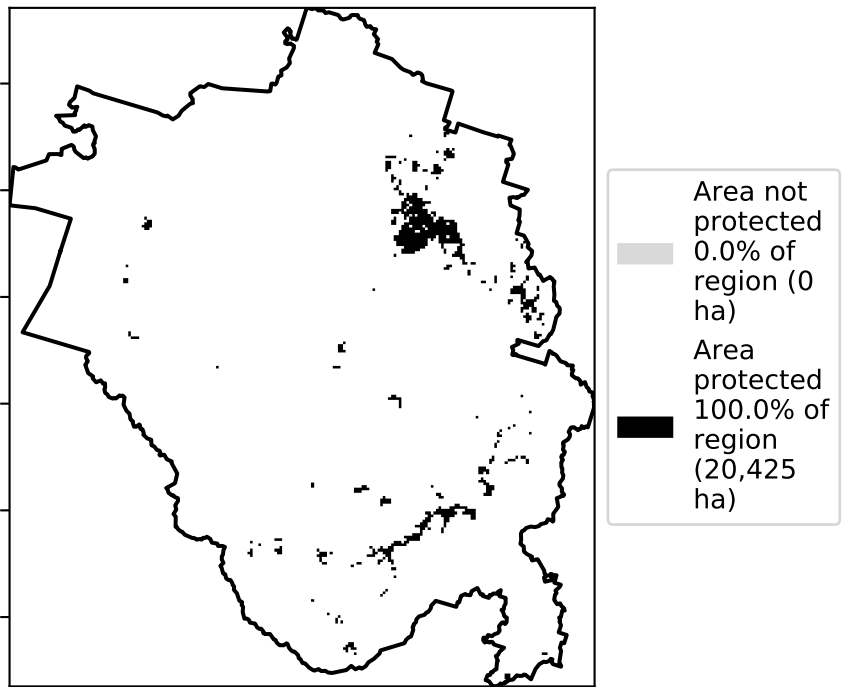 Area not
protected
0.0% of
region (0
ha)
Area
protected
100.0% of
region
(20,425
ha)